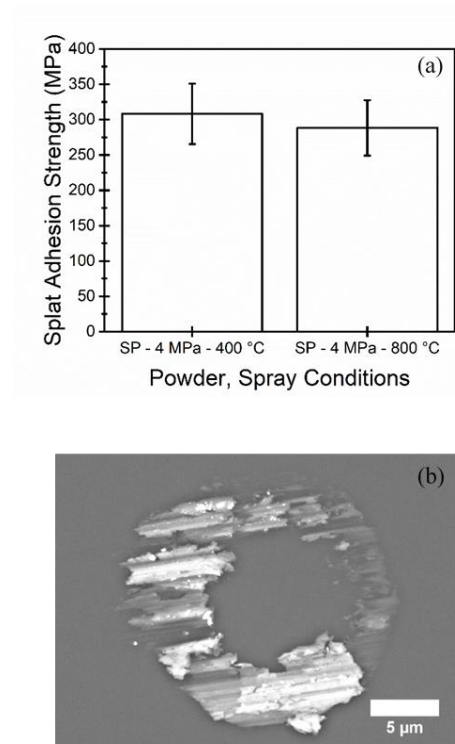 (a)
Splat Adhesion Strength (MPa)
400
350
300
250
200
150
100
50
0
SP - 4 MPa - 400 °C SP - 4 MPa - 800 °C
Powder, Spray Conditions
(b)
5 µm